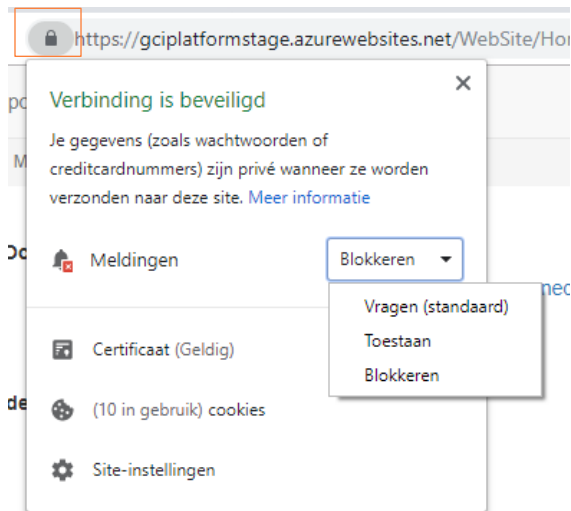 https://gciplatformstage.azurewebsites.net/WebSite/Ho
Verbinding is beveiligd
Je gegevens (zoals wachtwoorden of
creditcardnummers) zijn privé wanneer ze worden
verzonden naar deze site. Meer informatie
Meldingen
Blokkeren
Vragen (standaard)
Toestaan
Blokkeren
Certificaat (Geldig)
(10 in gebruik) cookies
Site-instellingen